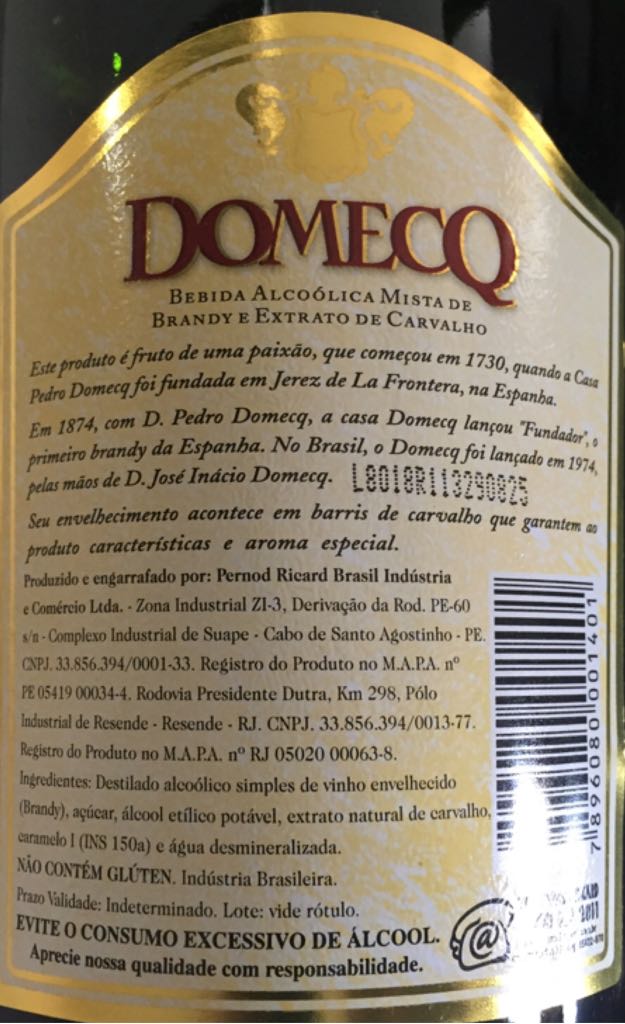 DOMECQ
BEBIDA ALCOÓLICA MISTA DE
BRANDY E EXTRATO DE CARVALHO
Este produto é fruto de uma paixão, que começou em 1730, quando a Casa
Pedro Domecq foi fundada em Jerez de La Frontera, na Espanha.
Em 1874, com D. Pedro Domecq, a casa Domecq lançou "Fundador", o
primeiro brandy da Espanha. No Brasil, o Domecq foi lançado em 1974,
pelas mãos de D. José Inácio Domecq. L8018R113290825
Seu envelhecimento acontece em barris de carvalho que garantem ao
produto características e aroma especial.
Produzido e engarrafado por: Pernod Ricard Brasil Indústria
e Comércio Ltda. - Zona Industrial ZI-3, Derivação da Rod. PE-60
s/n - Complexo Industrial de Suape - Cabo de Santo Agostinho - PE.
CNPJ. 33.856.394/0001-33. Registro do Produto no M.A.P.A. nº
PE 05419 00034-4. Rodovia Presidente Dutra, Km 298, Pólo
Industrial de Resende - Resende - RJ. CNPJ. 33.856.394/0013-77.
Registro do Produto no M.A.P.A. nº RJ 05020 00063-8.
Ingredientes: Destilado alcoólico simples de vinho envelhecido
(Brandy), açúcar, álcool etílico potável, extrato natural de carvalho,
caramelo I (INS 150a) e água desmineralizada.
NÃO CONTÉM GLÚTEN. Indústria Brasileira.
Prazo Validade: Indeterminado. Lote: vide rótulo.
EVITE O CONSUMO EXCESSIVO DE ÁLCOOL.
Aprecie nossa qualidade com responsabilidade.
7896080001401
@